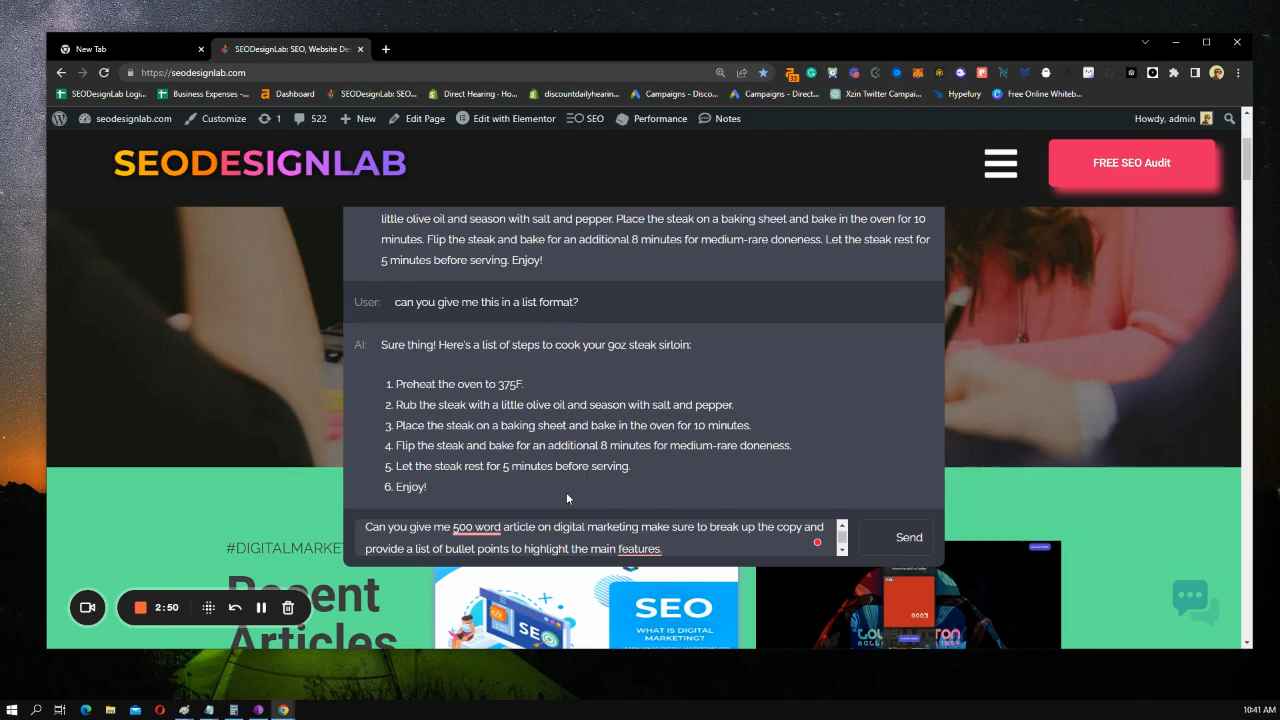 New Tab
SEODesignLab: SEO, Website De
https://seodesignlab.com
33
SEODesignLab Logi...
Business Expenses –...
Dashboard
SEODesignLab: SEO...
Direct Hearing - Ho...
discountdailyhearin...
Campaigns – Disco...
Campaigns – Direct...
Xzin Twitter Campai...
Hypefury
Free Online Whiteb...
seodesignlab.com
Customize
1
522
New
Edit Page
Edit with Elementor
SEO
Performance
Notes
Howdy, admin
SEODESIGNLAB
FREE SEO Audit
little olive oil and season with salt and pepper. Place the steak on a baking sheet and bake in the oven for 10
minutes. Flip the steak and bake for an additional 8 minutes for medium-rare doneness. Let the steak rest for
5 minutes before serving. Enjoy!
User: can you give me this in a list format?
AI: Sure thing! Here's a list of steps to cook your 9oz steak sirloin:
1. Preheat the oven to 375F.
2. Rub the steak with a little olive oil and season with salt and pepper.
3. Place the steak on a baking sheet and bake in the oven for 10 minutes.
4. Flip the steak and bake for an additional 8 minutes for medium-rare doneness.
5. Let the steak rest for 5 minutes before serving.
6. Enjoy!
Can you give me 500 word article on digital marketing make sure to break up the copy and
provide a list of bullet points to highlight the main features.
Send
#DIGITALMARKE
Recent
Articles
2:50
SEO
SEO
WHAT IS DIGITAL
MARKETING?
0003
10:41 AM